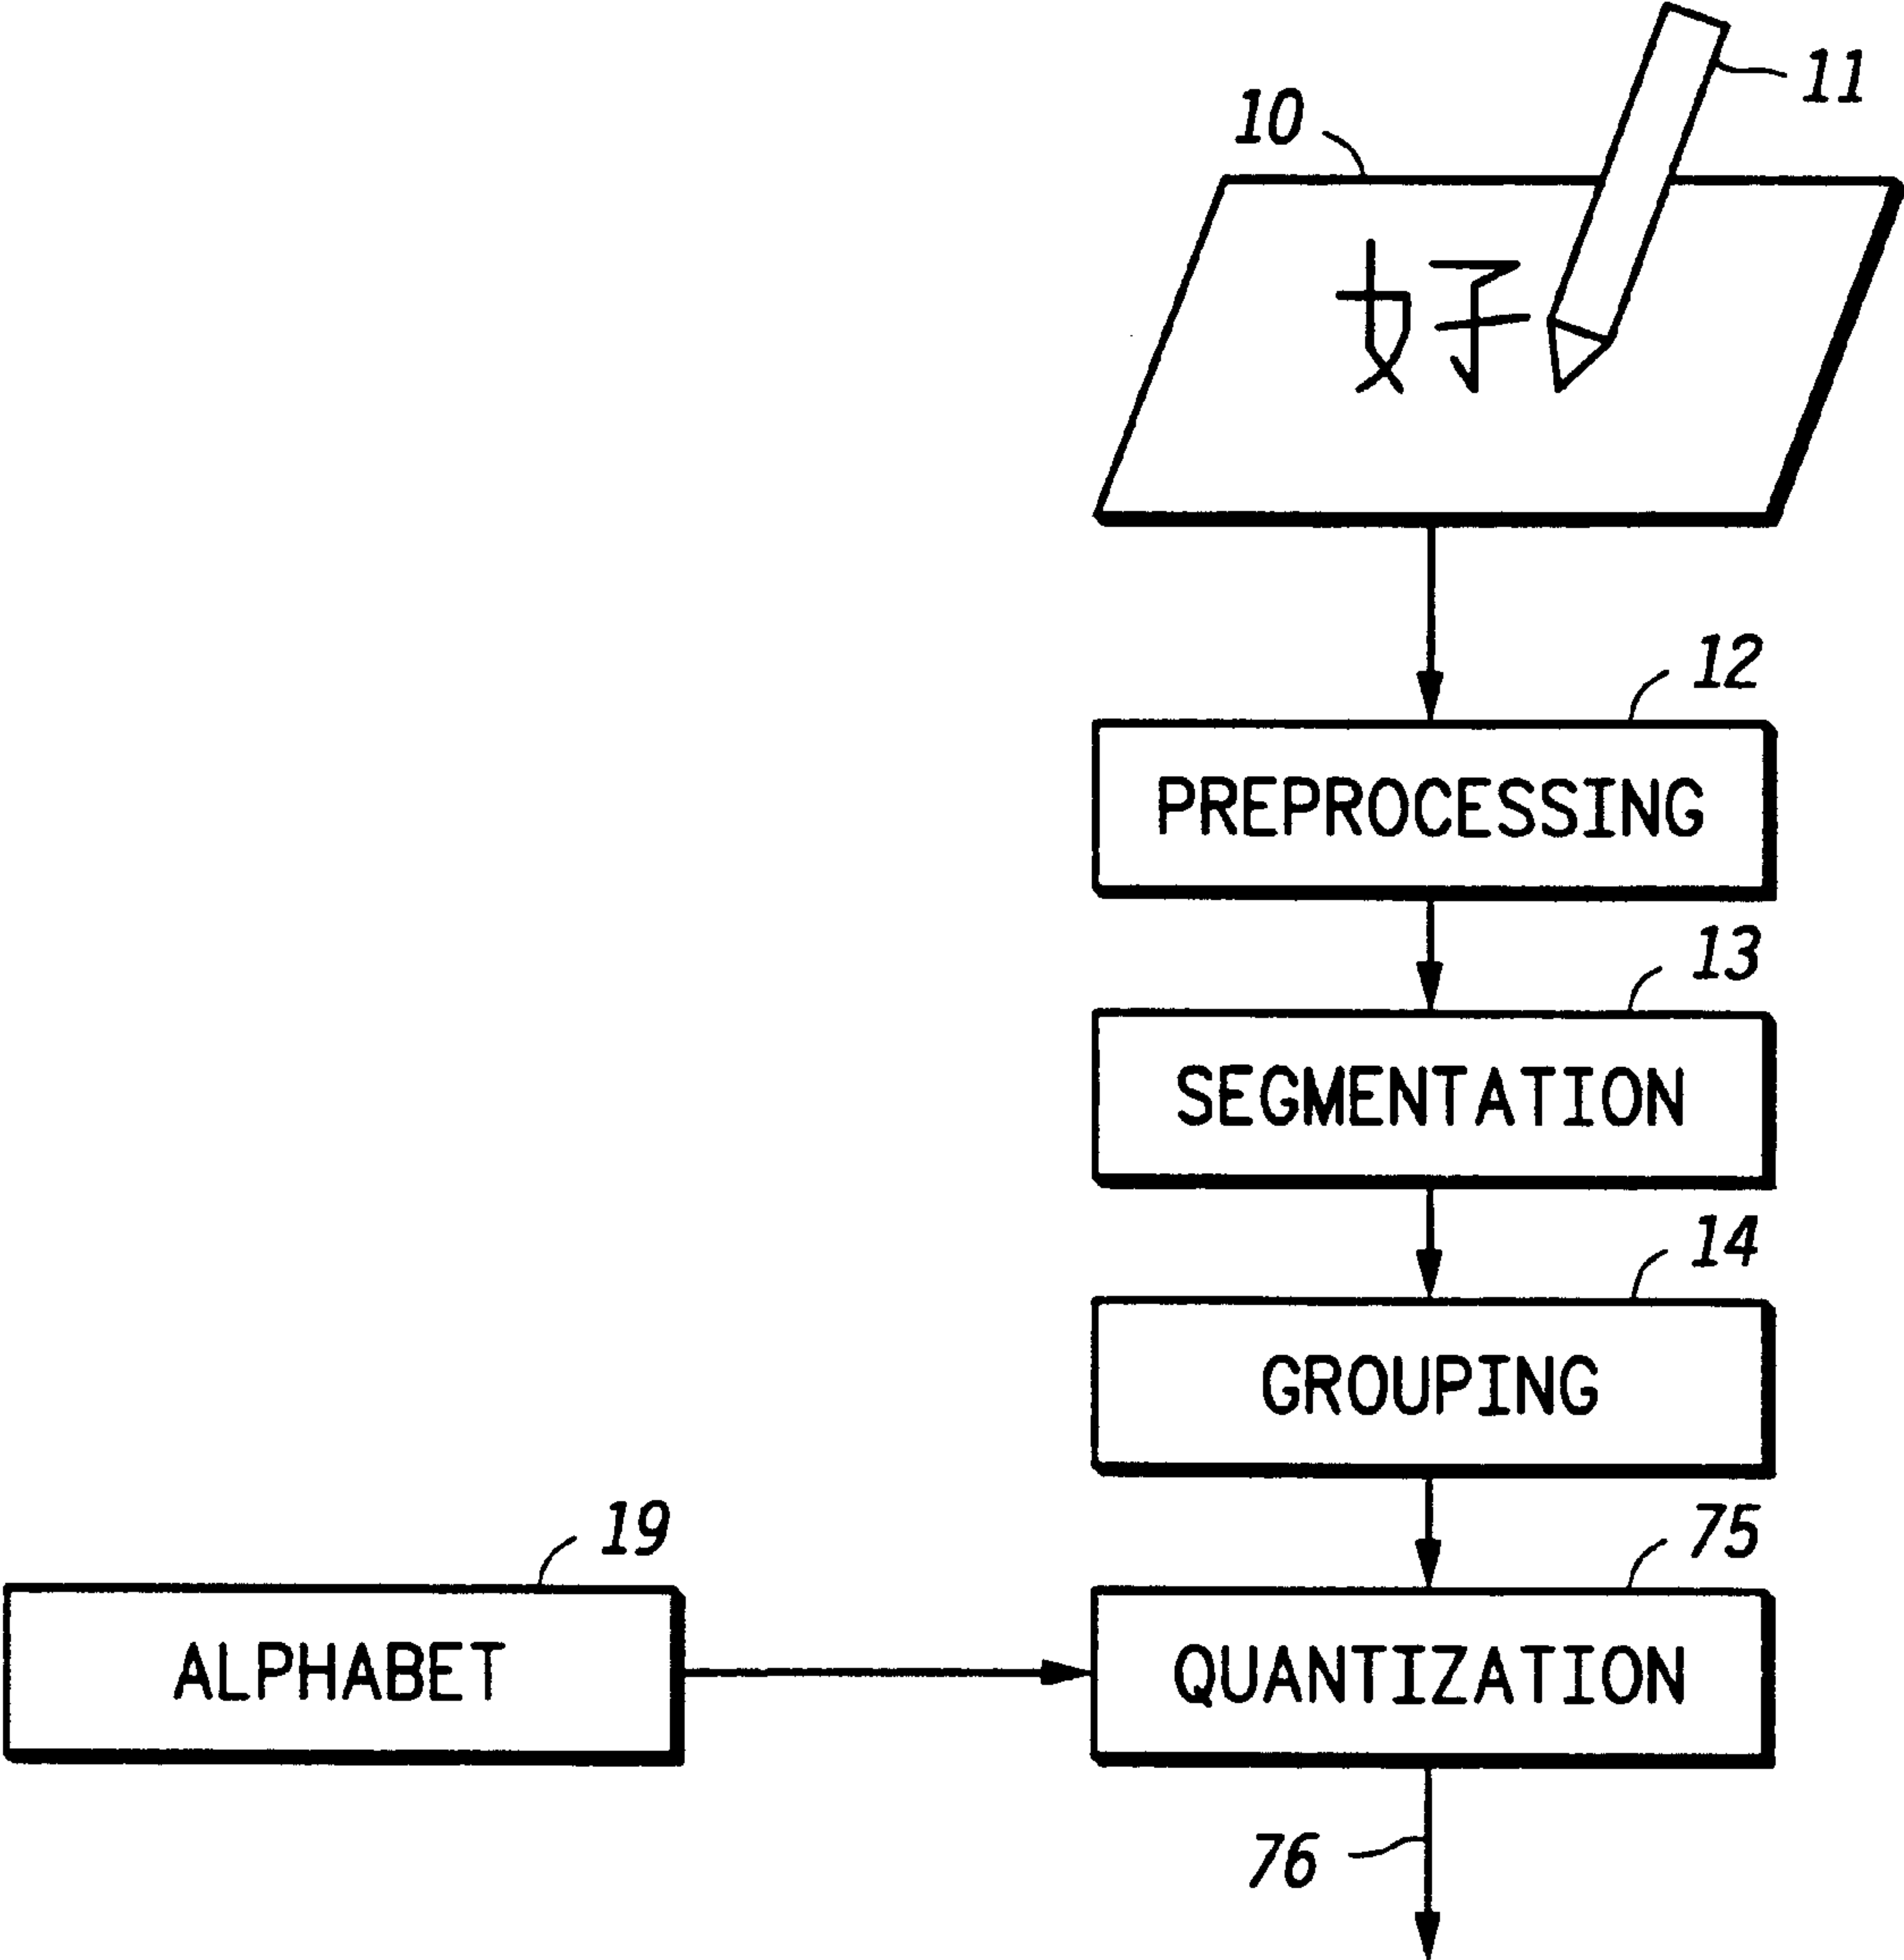 11
10
好
12
PREPROCESSING
13
SEGMENTATION
14
GROUPING
19
75
ALPHABET
QUANTIZATION
76